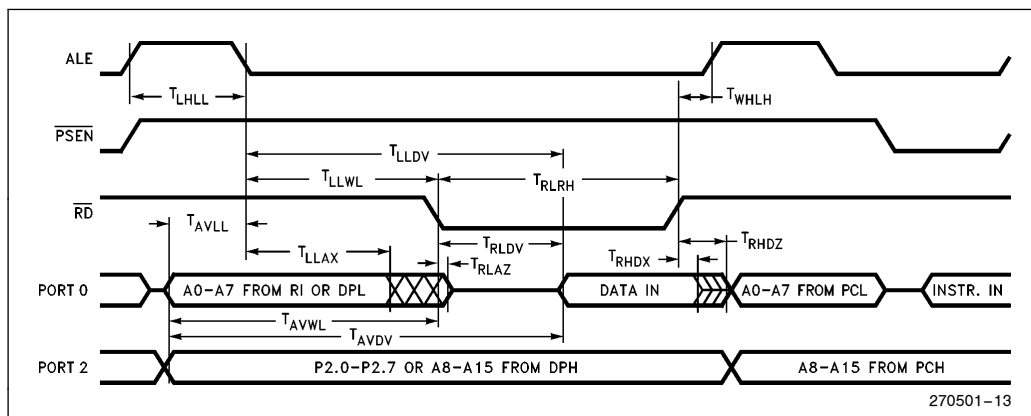 ALE
T_LHLL
T_WHLH
PSEN
T_LLDV
T_LLWL
T_RLRH
RD
T_AVLL
T_LLAX
T_RLDV
T_RLAZ
T_RHDX
T_RHDZ
PORT 0
A0–A7 FROM RI OR DPL
DATA IN
A0–A7 FROM PCL
INSTR. IN
T_AVWL
T_AVDV
PORT 2
P2.0–P2.7 OR A8–A15 FROM DPH
A8–A15 FROM PCH
270501–13